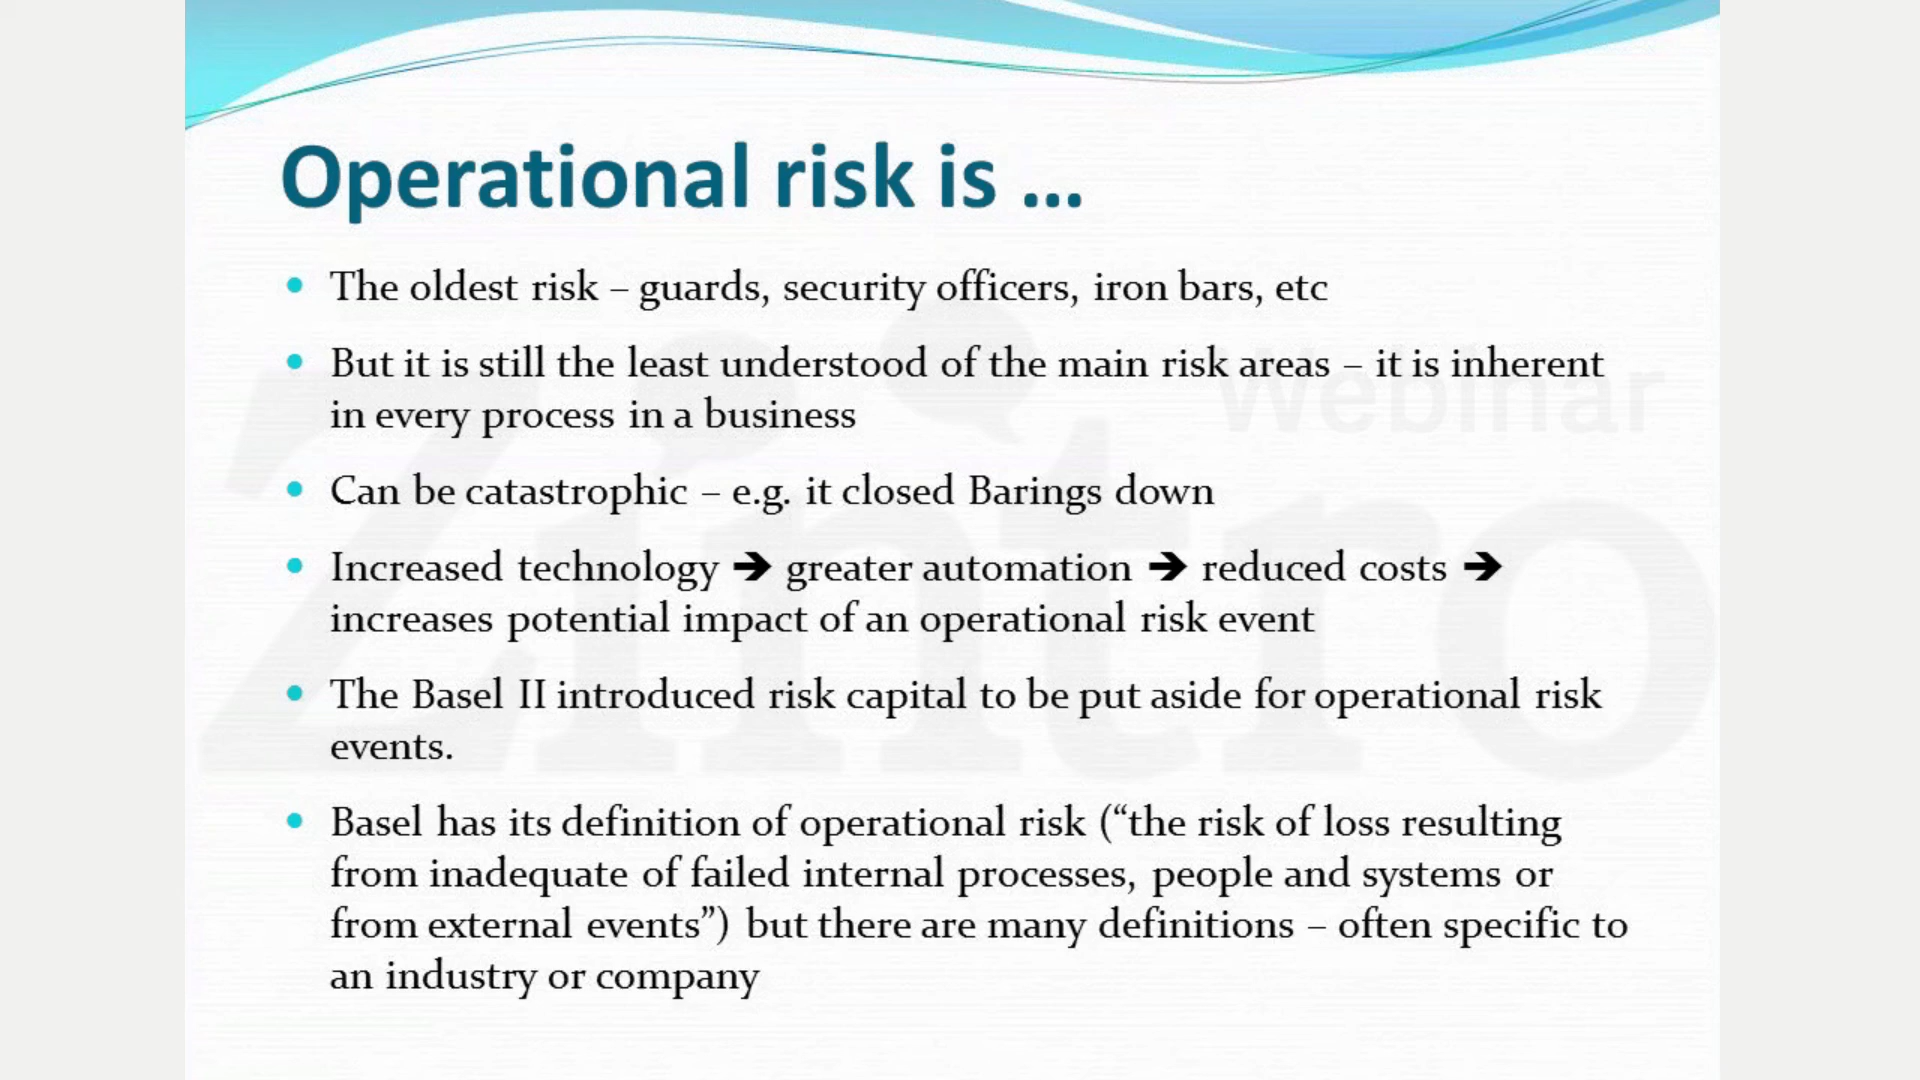 Operational risk is ...
• The oldest risk – guards, security officers, iron bars, etc
• But it is still the least understood of the main risk areas – it is inherent
in every process in a business
• Can be catastrophic – e.g. it closed Barings down
• Increased technology ➔ greater automation ➔ reduced costs ➔
increases potential impact of an operational risk event
• The Basel II introduced risk capital to be put aside for operational risk
events.
• Basel has its definition of operational risk (“the risk of loss resulting
from inadequate of failed internal processes, people and systems or
from external events”) but there are many definitions – often specific to
an industry or company
Zintro
Webinar